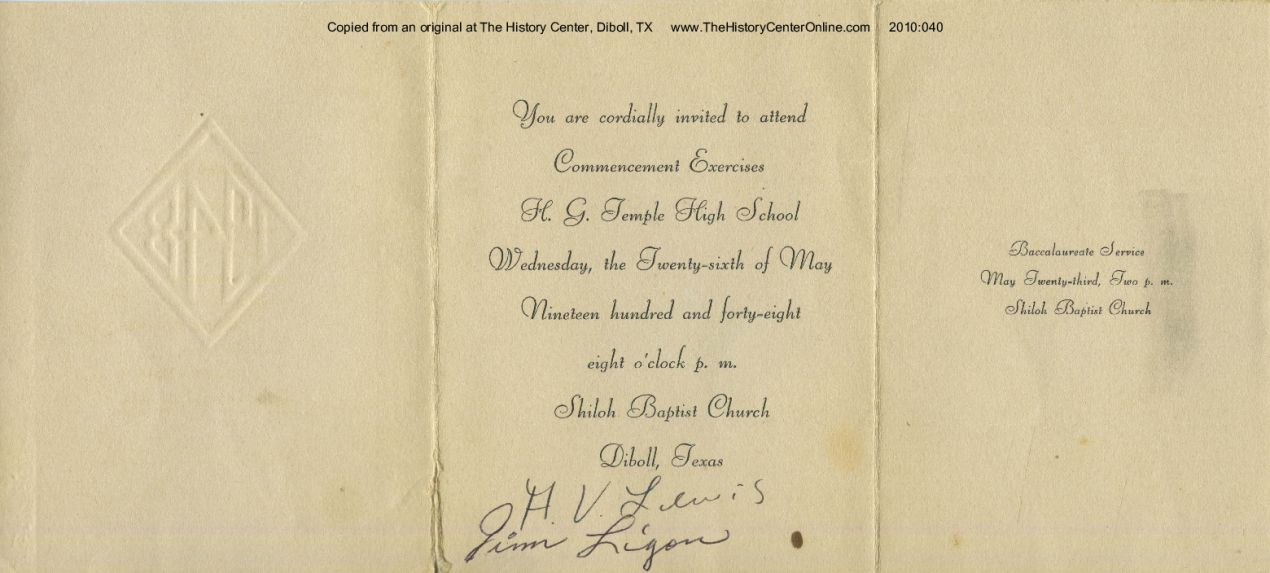 Copied from an original at The History Center, Diboll, TX www.TheHistoryCenterOnline.com 2010:040
You are cordially invited to attend
Commencement Exercises
H. G. Temple High School
Wednesday, the Twenty-sixth of May
Nineteen hundred and forty-eight
eight o'clock p. m.
Shiloh Baptist Church
Diboll, Texas
H. V. Lewis
Jim Ligon
Baccalaureate Service
May Twenty-third, Two p. m.
Shiloh Baptist Church